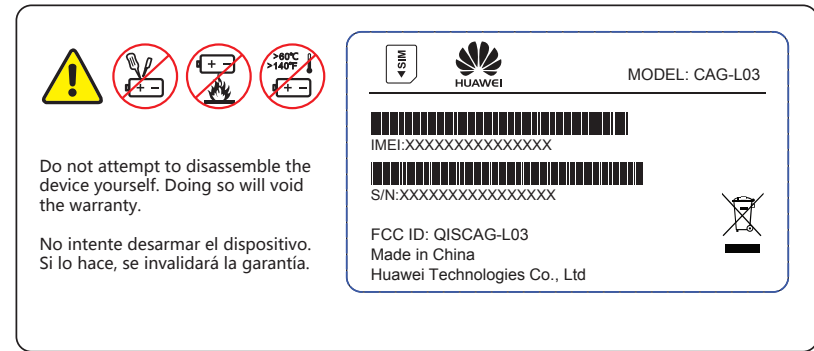 >60℃
>140℉
Do not attempt to disassemble the
device yourself. Doing so will void
the warranty.
No intente desarmar el dispositivo.
Si lo hace, se invalidará la garantía.
SIM
HUAWEI
MODEL: CAG-L03
IMEI:XXXXXXXXXXXXXXX
S/N:XXXXXXXXXXXXXXXX
FCC ID: QISCAG-L03
Made in China
Huawei Technologies Co., Ltd